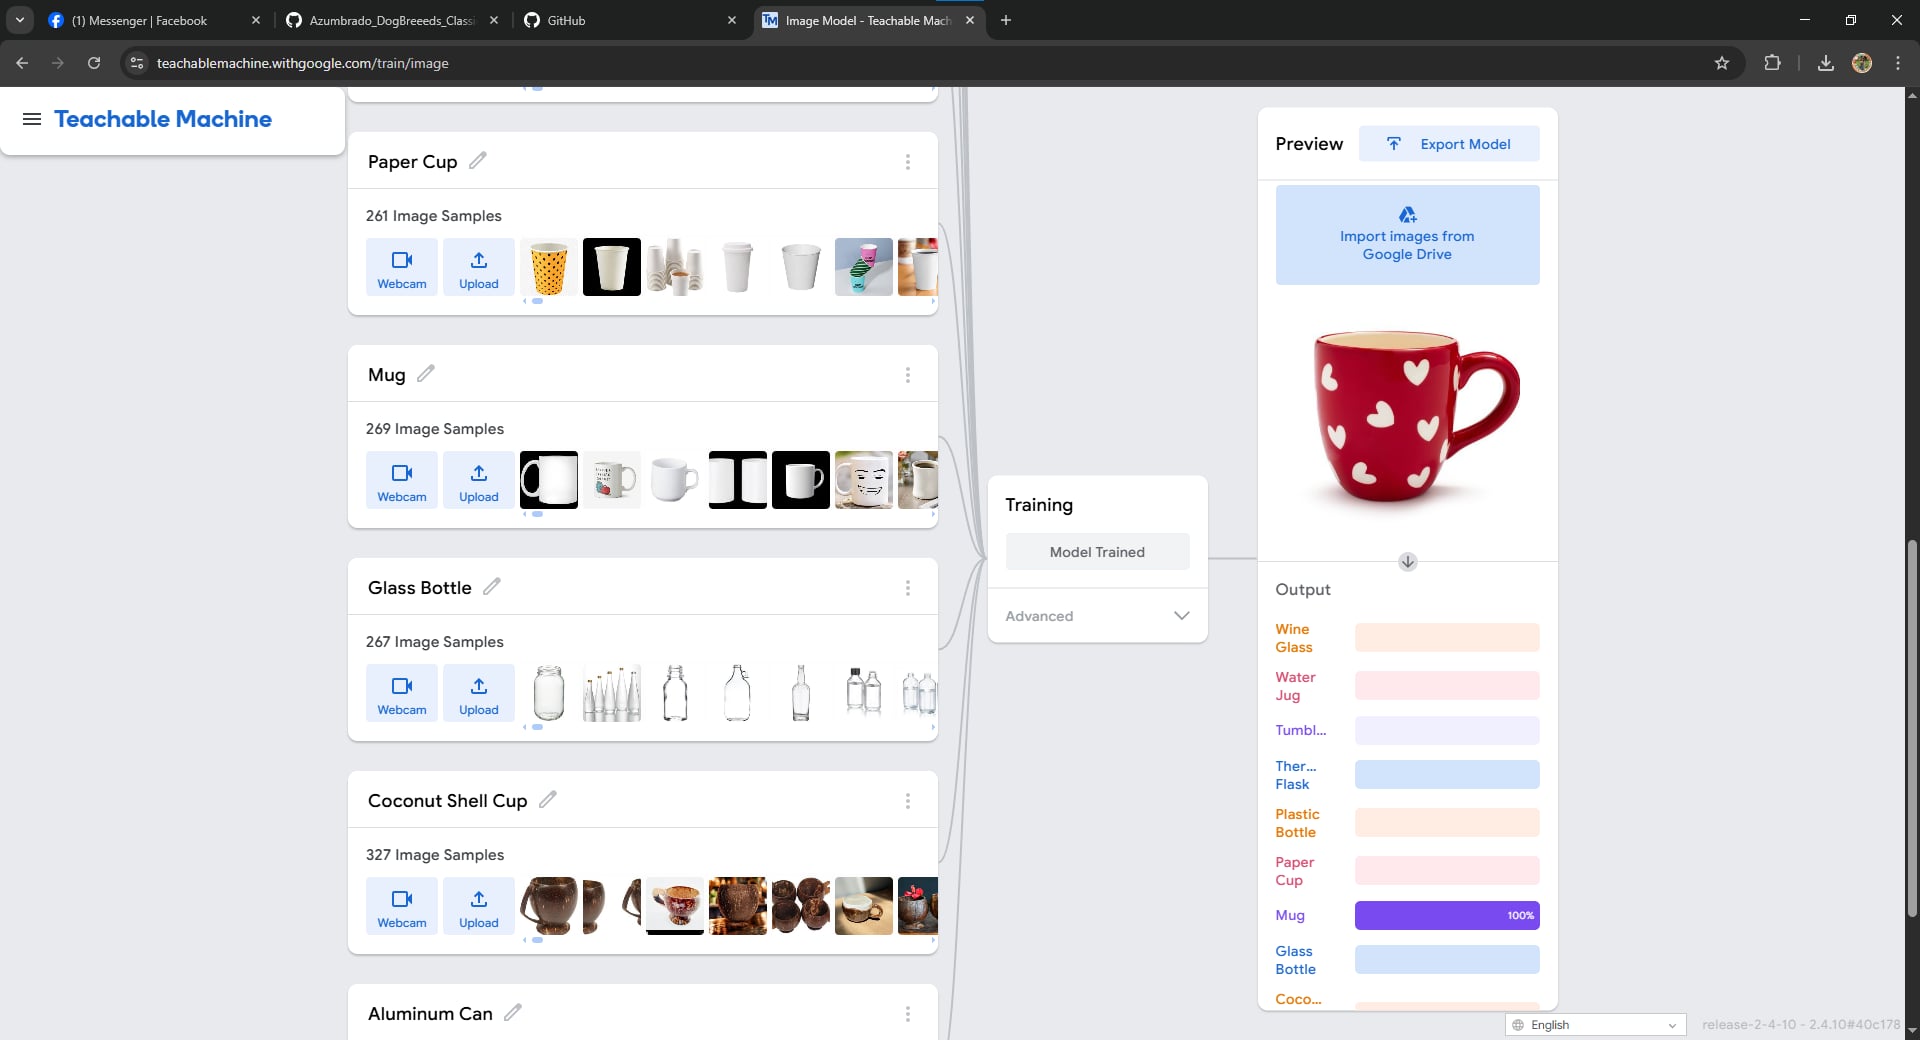 (1) Messenger | Facebook
Azumbrado_DogBreeeds_Classi
GitHub
Image Model - Teachable Mach
teachablemachine.withgoogle.com/train/image
Teachable Machine
Paper Cup
261 Image Samples
Webcam
Upload
Mug
269 Image Samples
Webcam
Upload
Glass Bottle
267 Image Samples
Webcam
Upload
Coconut Shell Cup
327 Image Samples
Webcam
Upload
Aluminum Can
Training
Model Trained
Advanced
Preview
Export Model
Import images from
Google Drive
Output
Wine
Glass
Water
Jug
Tumbl...
Ther...
Flask
Plastic
Bottle
Paper
Cup
Mug
100%
Glass
Bottle
Coco...
English
release-2-4-10 - 2.4.10#40c178